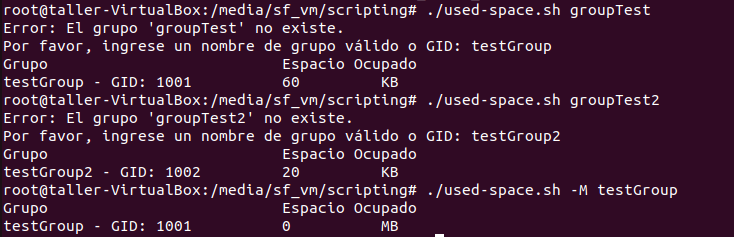 root@taller-VirtualBox:/media/sf_vm/scripting# ./used-space.sh groupTest
Error: El grupo 'groupTest' no existe.
Por favor, ingrese un nombre de grupo válido o GID: testGroup
Grupo                         Espacio Ocupado
testGroup - GID: 1001         60        KB
root@taller-VirtualBox:/media/sf_vm/scripting# ./used-space.sh groupTest2
Error: El grupo 'groupTest2' no existe.
Por favor, ingrese un nombre de grupo válido o GID: testGroup2
Grupo                         Espacio Ocupado
testGroup2 - GID: 1002        20        KB
root@taller-VirtualBox:/media/sf_vm/scripting# ./used-space.sh -M testGroup
Grupo                         Espacio Ocupado
testGroup - GID: 1001         0         MB